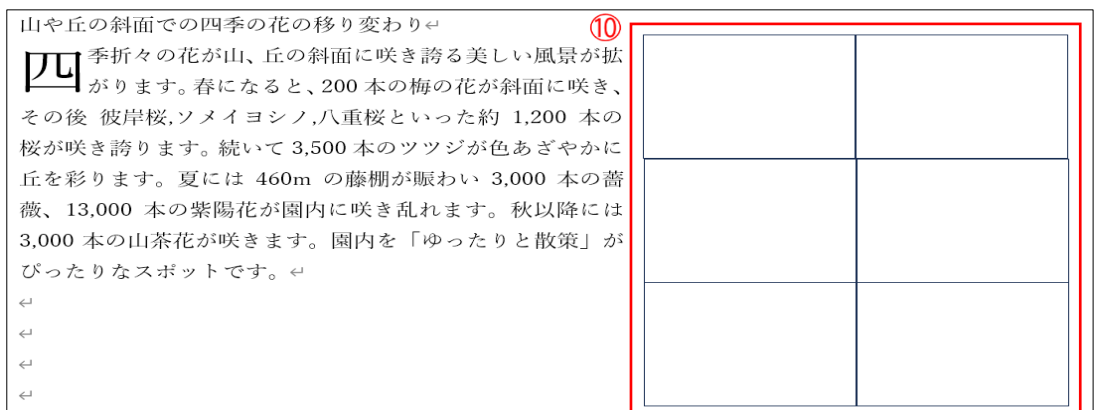 山や丘の斜面での四季の花の移り変わり↵
⑩
四季折々の花が山、丘の斜面に咲き誇る美しい風景が拡
がります。春になると、200 本の梅の花が斜面に咲き、
その後 彼岸桜,ソメイヨシノ,八重桜といった約 1,200 本の
桜が咲き誇ります。続いて 3,500 本のツツジが色あざやかに
丘を彩ります。夏には 460m の藤棚が賑わい 3,000 本の薔
薇、13,000 本の紫陽花が園内に咲き乱れます。秋以降には
3,000 本の山茶花が咲きます。園内を「ゆったりと散策」が
ぴったりなスポットです。↵
↵
↵
↵
↵